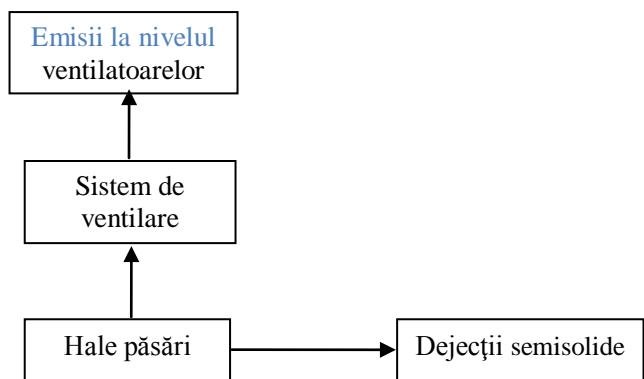 Emisii la nivelul
ventilatoarelor
Sistem de
ventilare
Hale păsări
Dejecţii semisolide